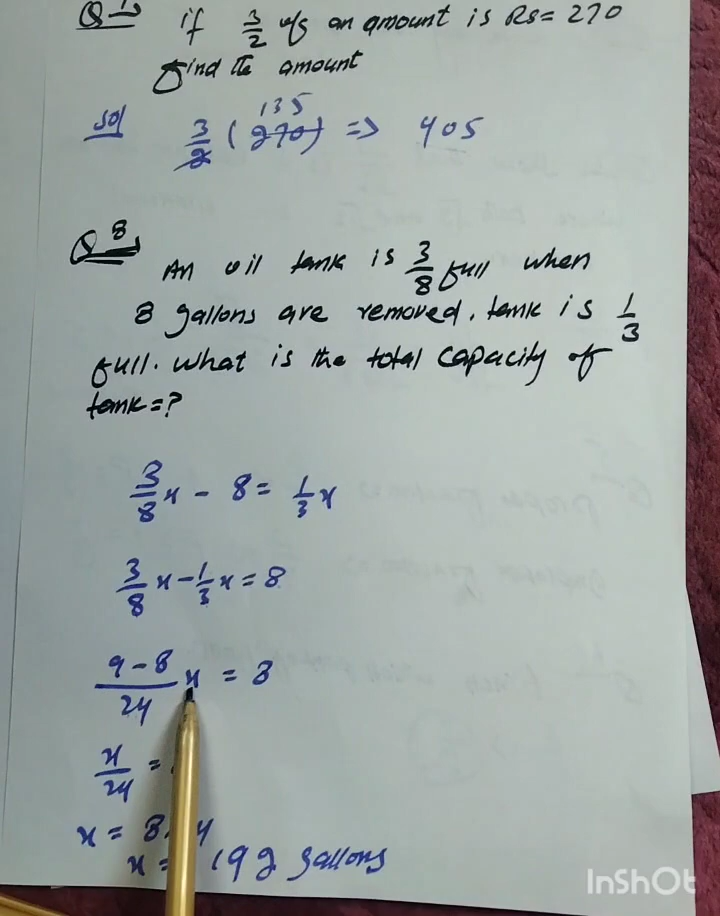 if 3/2 of an amount is Rs= 270
find the amount
Sol 3/2 (270) 135 => 405
Q 8
An oil tank is 3/8 full when
8 gallons are removed. tank is 1/3
full. what is the total capacity of
tank=?
3/8 x - 8 = 1/3 x
3/8 x - 1/3 x = 8
9-8/24 x = 8
x/24 =
x = 8 4
x = 192 gallons
InShOt